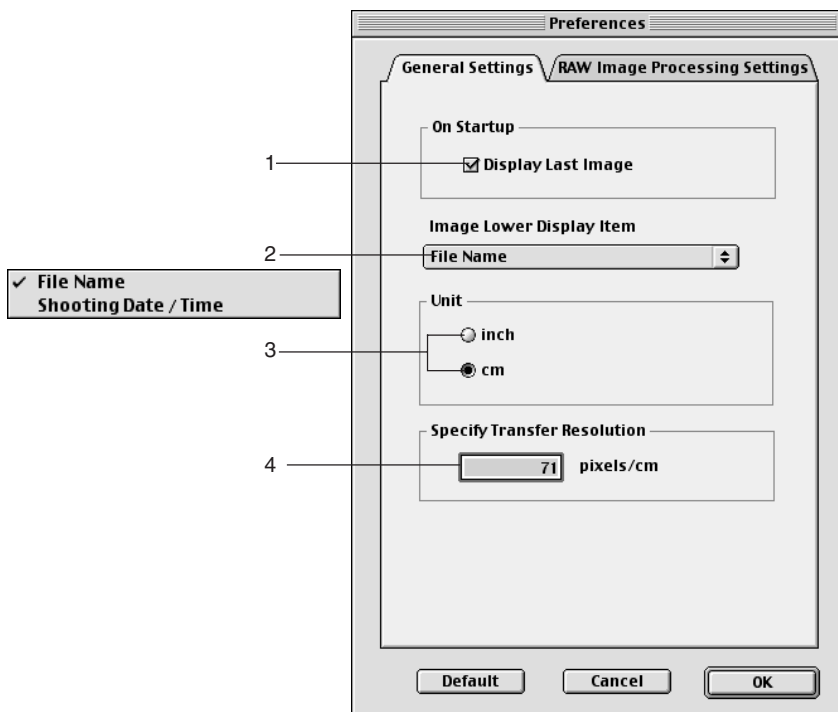 Preferences
General Settings
RAW Image Processing Settings
On Startup
1
Display Last Image
Image Lower Display Item
2
File Name
✓ File Name
Shooting Date / Time
Unit
inch
3
cm
Specify Transfer Resolution
4
71 pixels/cm
Default
Cancel
OK